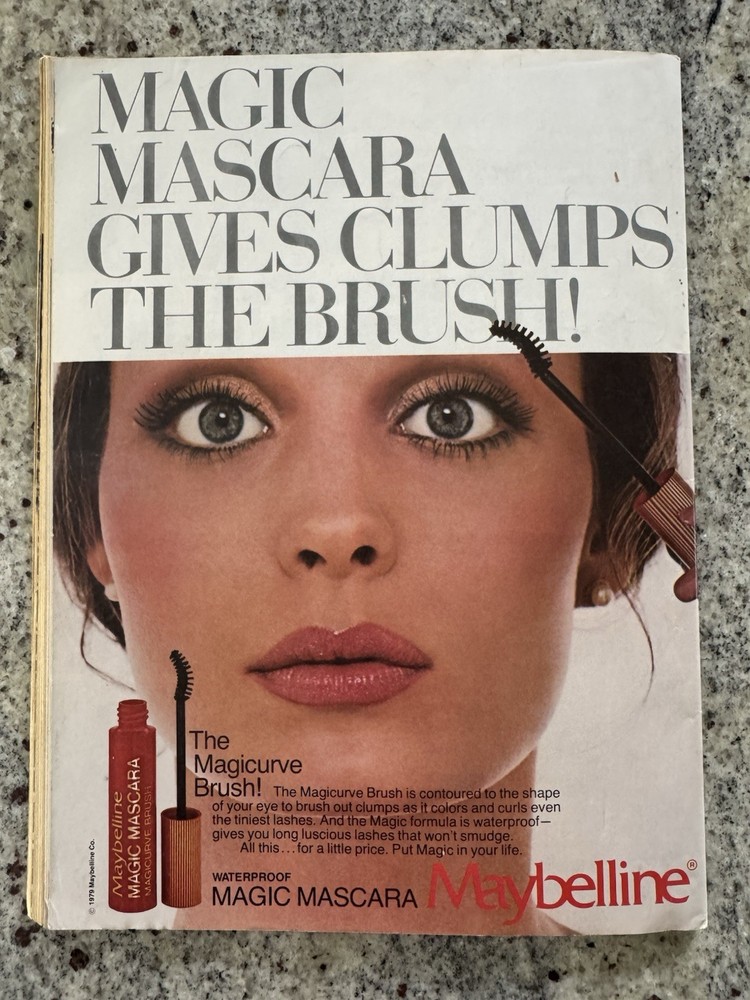 MAGIC
MASCARA
GIVES CLUMPS
THE BRUSH!
The
Magicurve
Brush! The Magicurve Brush is contoured to the shape
of your eye to brush out clumps as it colors and curls even
the tiniest lashes. And the Magic formula is waterproof—
gives you long luscious lashes that won't smudge.
All this...for a little price. Put Magic in your life.
WATERPROOF
MAGIC MASCARA Maybelline®
Maybelline
MAGIC MASCARA
MAGICURVE BRUSH
© 1979 Maybelline Co.